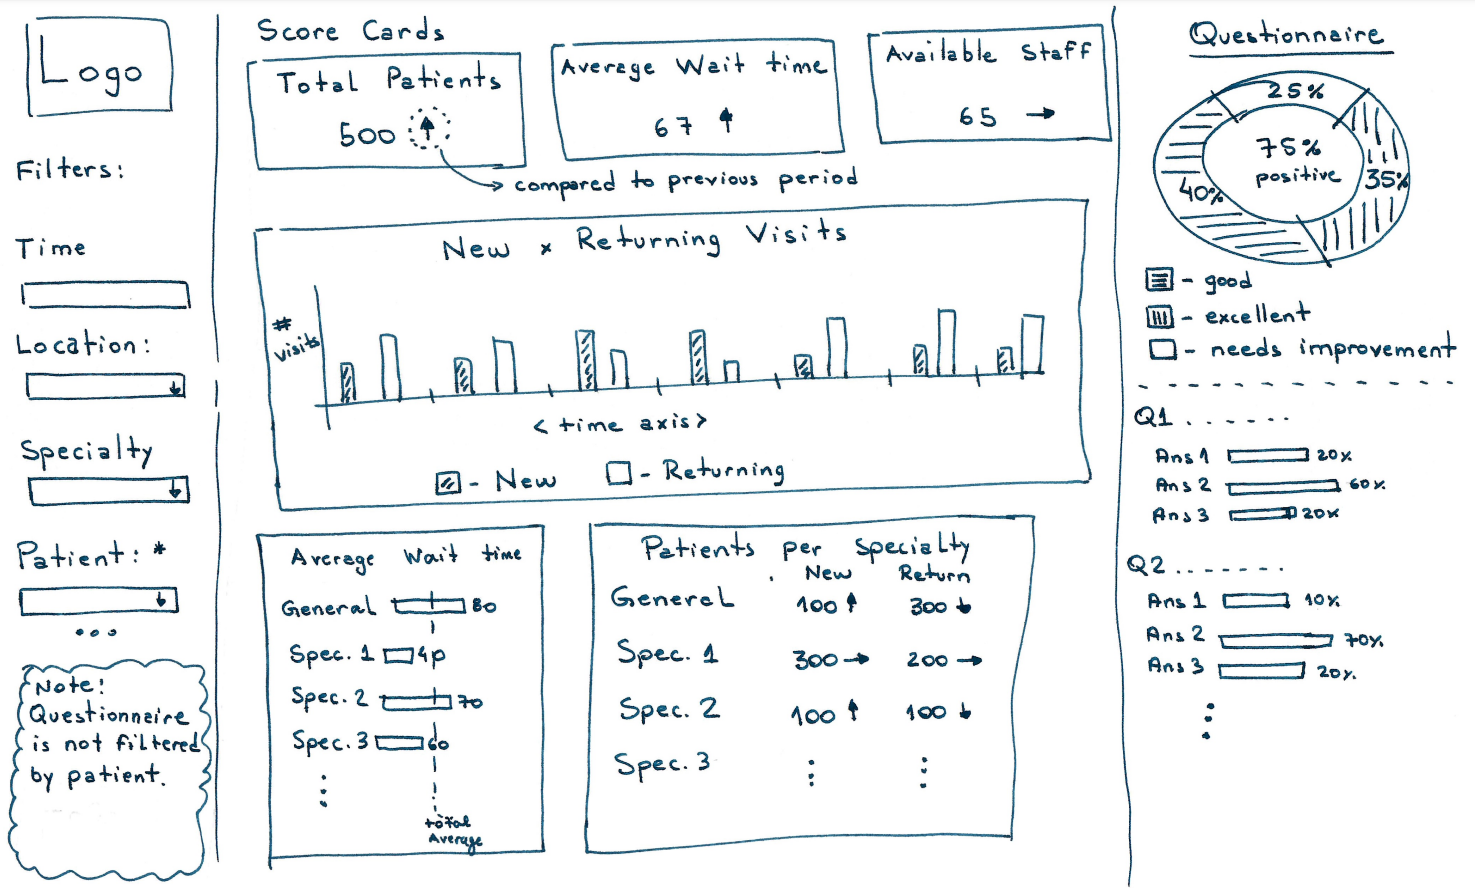 Logo
Filters:
Time
Location:
Specialty
Patient: *
...
Note!
Questionnaire
is not filtered
by patient.
Score Cards
Total Patients
500 ↑
Average Wait time
67 ↑
Available Staff
65 →
compared to previous period
New x Returning Visits
# visits
< time axis >
- New
- Returning
Average Wait time
General 80
Spec. 1 40
Spec. 2 70
Spec. 3 60
total
Average
Patients per Specialty
New Return
General 100 ↑ 300 ↓
Spec. 1 300 → 200 →
Spec. 2 100 ↑ 100 ↓
Spec. 3
Questionnaire
25%
75%
positive
35%
40%
- good
- excellent
- needs improvement
Q1.......
Ans 1 20%
Ans 2 60%
Ans 3 20%
Q2.......
Ans 1 10%
Ans 2 70%
Ans 3 20%